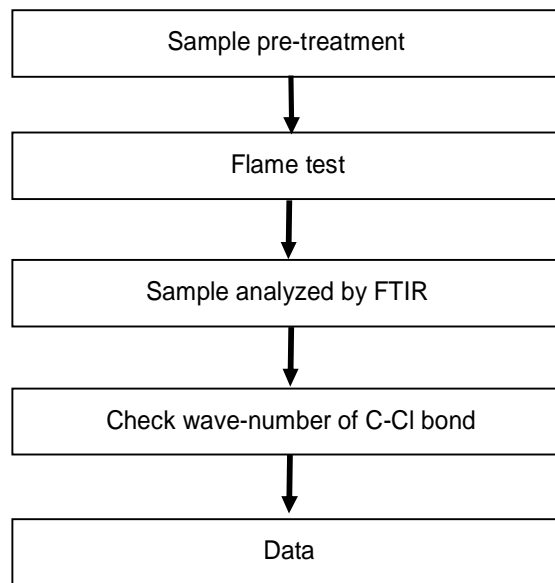 Sample pre-treatment
Flame test
Sample analyzed by FTIR
Check wave-number of C-Cl bond
Data